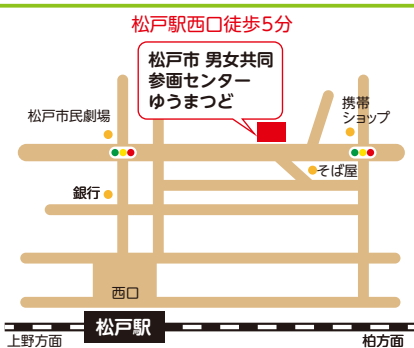 松戸駅西口徒歩5分
松戸市 男女共同
参画センター
ゆうまつど
松戸市民劇場
携帯
ショップ
そば屋
銀行
西口
松戸駅
上野方面
柏方面